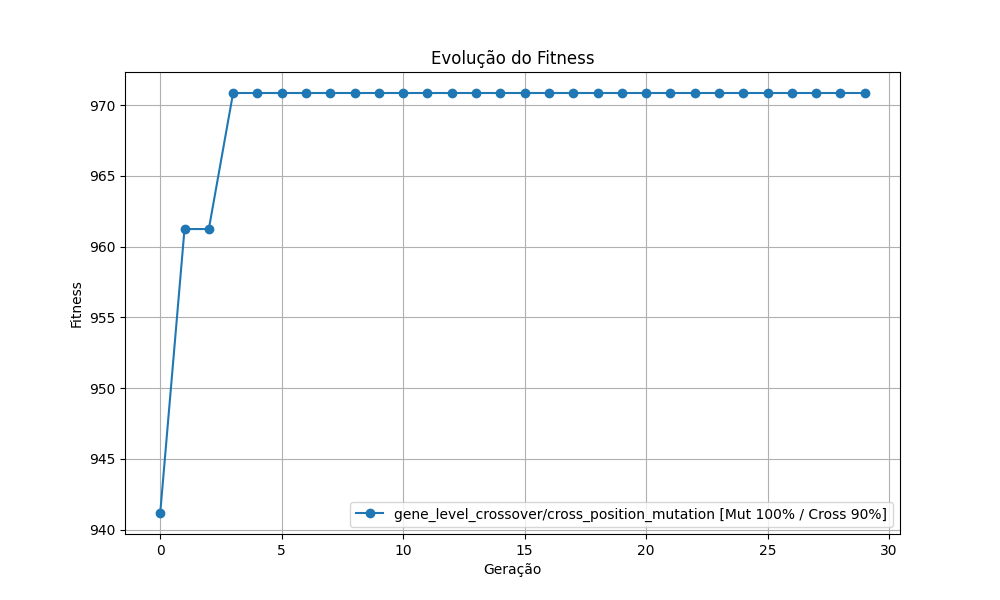 Evolução do Fitness
Fitness
970
965
960
955
950
945
940
gene_level_crossover/cross_position_mutation [Mut 100% / Cross 90%]
0 5 10 15 20 25 30
Geração